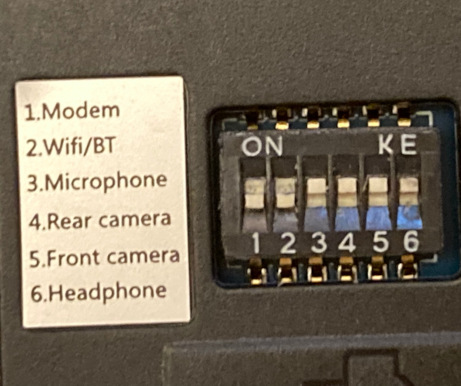 1.Modem
2.Wifi/BT
3.Microphone
4.Rear camera
5.Front camera
6.Headphone
ON KE
1 2 3 4 5 6